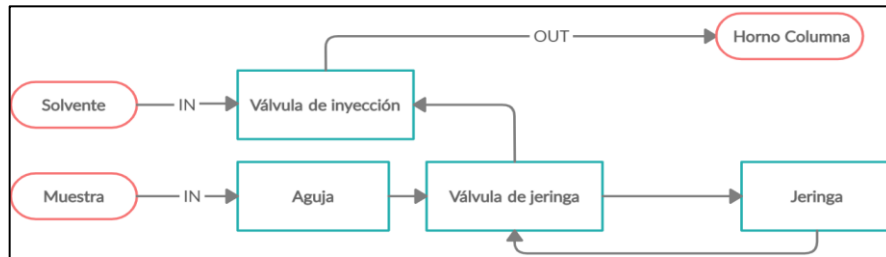 OUT
Horno Columna
Solvente
IN
Válvula de inyección
Muestra
IN
Aguja
Válvula de jeringa
Jeringa